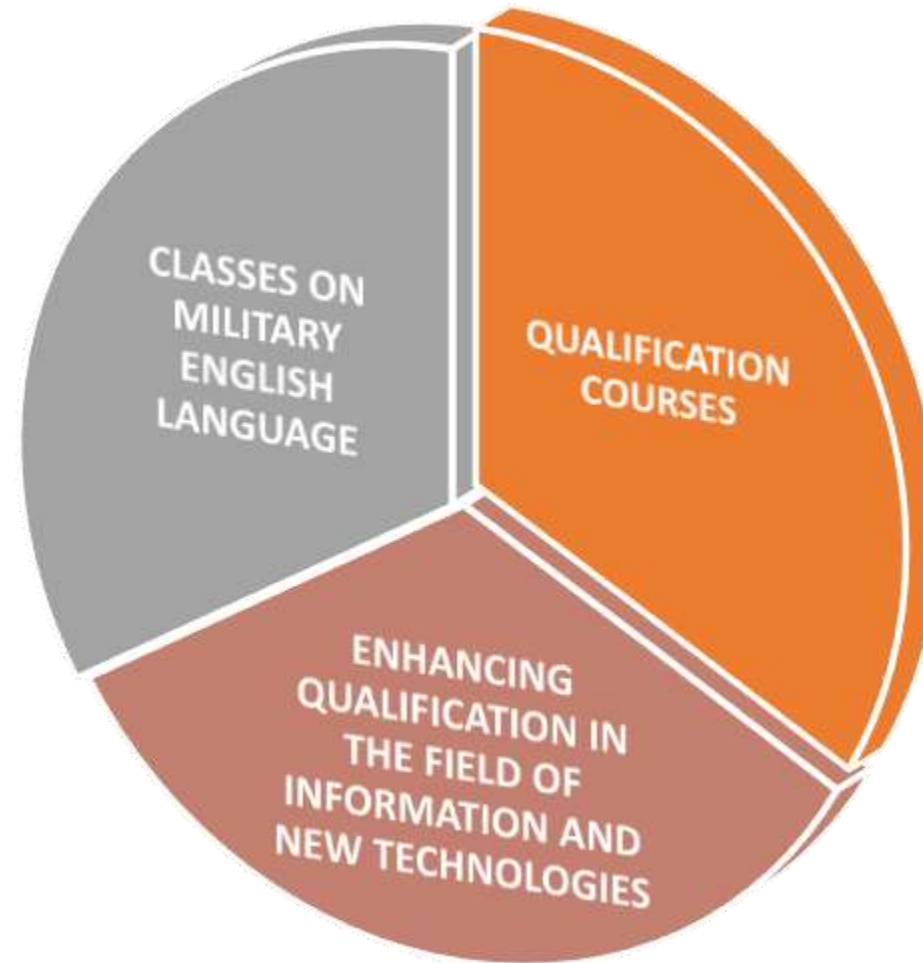 CLASSES ON
MILITARY
ENGLISH
LANGUAGE
QUALIFICATION
COURSES
ENHANCING
QUALIFICATION IN
THE FIELD OF
INFORMATION AND
NEW TECHNOLOGIES